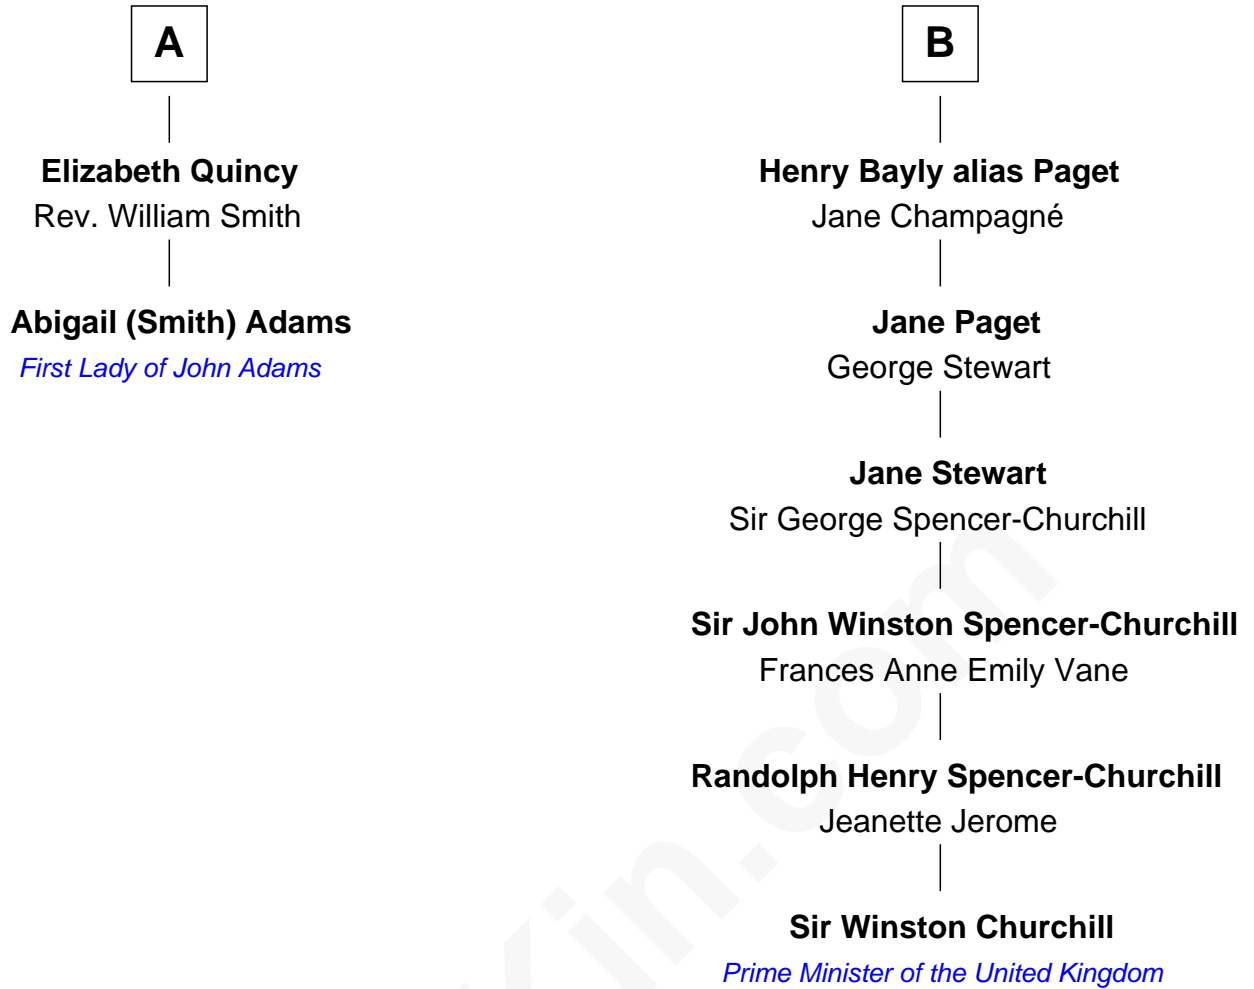 A
Elizabeth Quincy
Rev. William Smith
Abigail (Smith) Adams
First Lady of John Adams
B
Henry Bayly alias Paget
Jane Champagné
Jane Paget
George Stewart
Jane Stewart
Sir George Spencer-Churchill
Sir John Winston Spencer-Churchill
Frances Anne Emily Vane
Randolph Henry Spencer-Churchill
Jeanette Jerome
Sir Winston Churchill
Prime Minister of the United Kingdom
Kin.com